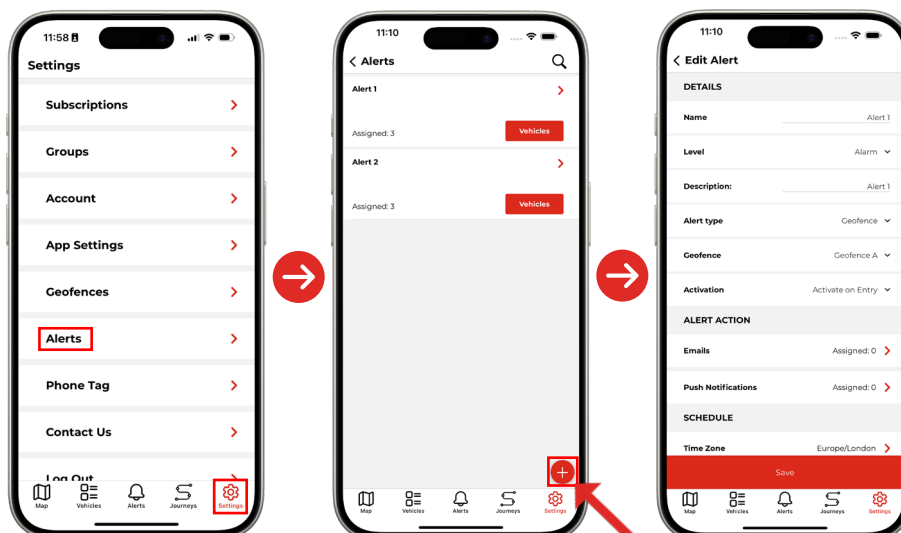 11:58
Settings
Subscriptions
Groups
Account
App Settings
Geofences
Alerts
Phone Tag
Contact Us
Log Out
Map Vehicles Alerts Journeys Settings
11:10
Alerts
Alert 1
Assigned: 3 Vehicles
Alert 2
Assigned: 3 Vehicles
Map Vehicles Alerts Journeys Settings
11:10
Edit Alert
DETAILS
Name Alert 1
Level Alarm
Description: Alert 1
Alert type Geofence
Geofence Geofence A
Activation Activate on Entry
ALERT ACTION
Emails Assigned: 0
Push Notifications Assigned: 0
SCHEDULE
Time Zone Europe/London
Save
Map Vehicles Alerts Journeys Settings